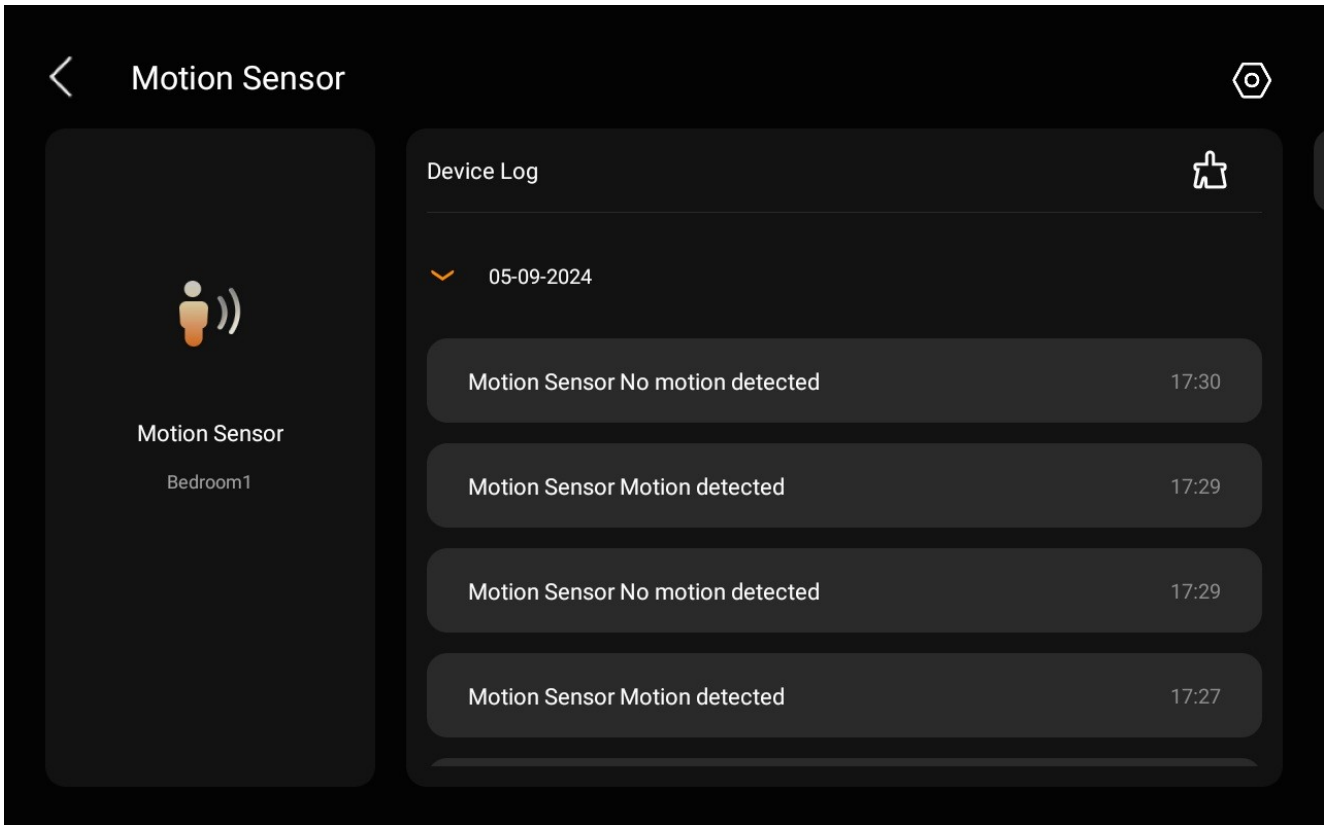 Motion Sensor
Motion Sensor
Bedroom1
Device Log
05-09-2024
Motion Sensor No motion detected 17:30
Motion Sensor Motion detected 17:29
Motion Sensor No motion detected 17:29
Motion Sensor Motion detected 17:27